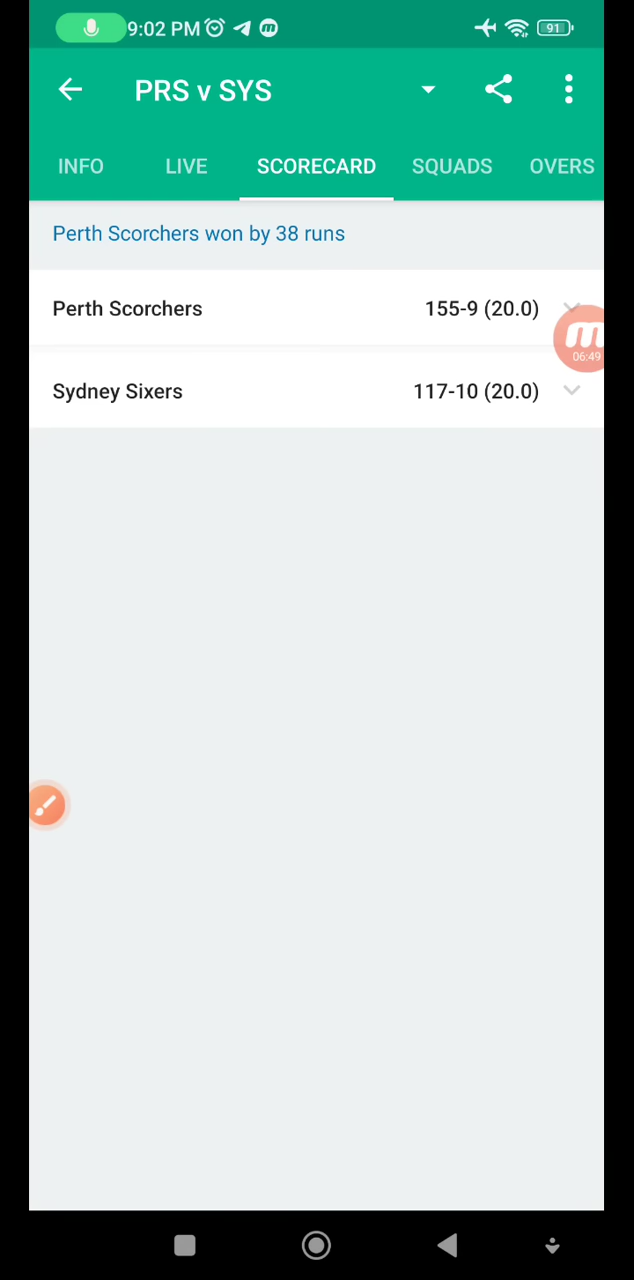 9:02 PM
91
PRS v SYS
INFO LIVE SCORECARD SQUADS OVERS
Perth Scorchers won by 38 runs
Perth Scorchers 155-9 (20.0)
m
06:49
Sydney Sixers 117-10 (20.0)